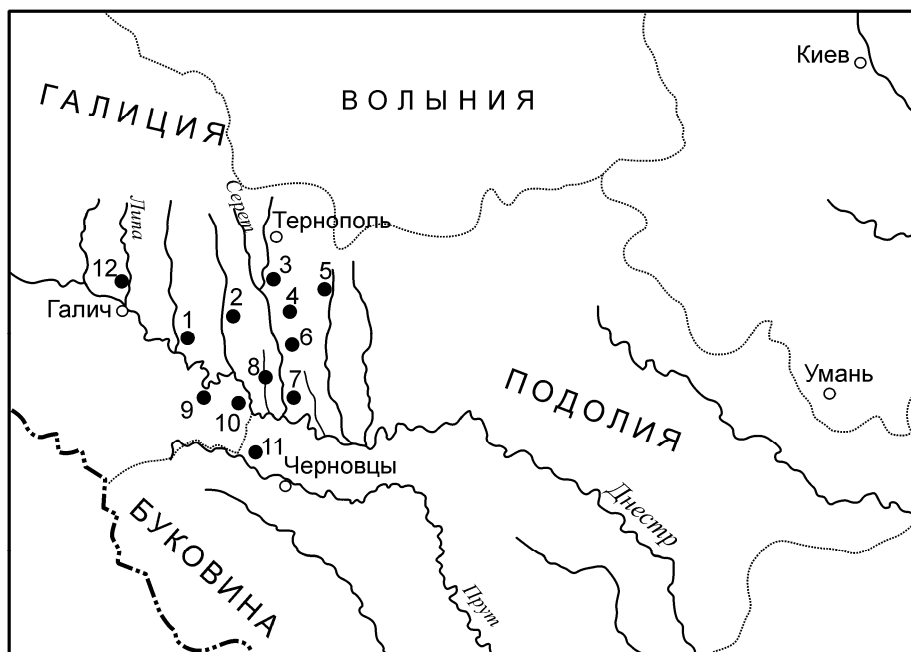 Киев
ГАЛИЦИЯ
ВОЛЫНИЯ
Липа
Серет
Тернополь
12
3
5
Галич
2
4
1
6
8
7
9
10
Умань
ПОДОЛИЯ
11
Черновцы
БУКОВИНА
Днестр
Прут